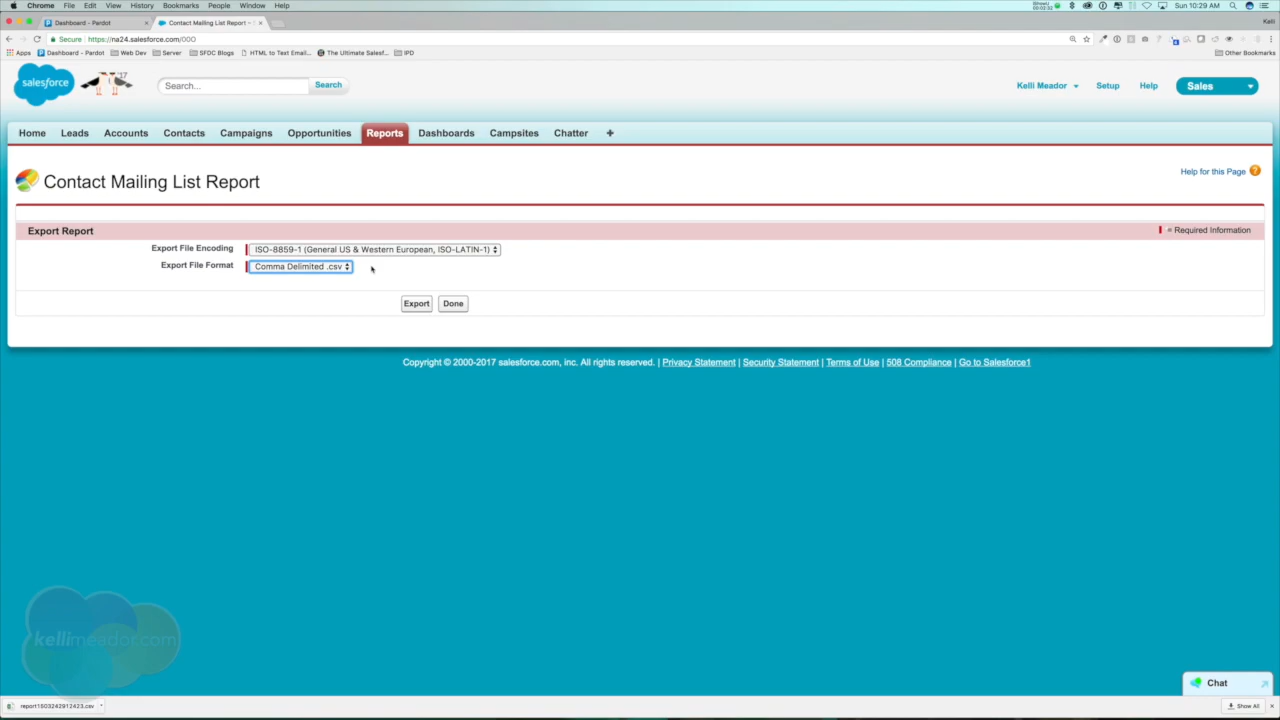 Chrome File Edit View History Bookmarks People Window Help
Sun 10:29 AM
Dashboard - Pardot
Contact Mailing List Report ~
Kelli
Secure https://na24.salesforce.com/00O
Apps Dashboard - Pardot Web Dev Server SFDC Blogs HTML to Text Email... The Ultimate Salesf... IPD Other Bookmarks
salesforce
'17
Search... Search
Kelli Meador Setup Help Sales
Home Leads Accounts Contacts Campaigns Opportunities Reports Dashboards Campsites Chatter +
Contact Mailing List Report
Help for this Page ?
Export Report
= Required Information
Export File Encoding ISO-8859-1 (General US & Western European, ISO-LATIN-1)
Export File Format Comma Delimited .csv
Export Done
Copyright © 2000-2017 salesforce.com, inc. All rights reserved. | Privacy Statement | Security Statement | Terms of Use | 508 Compliance | Go to Salesforce1
kellimeador.com
Chat
report1503242912423.csv
Show All